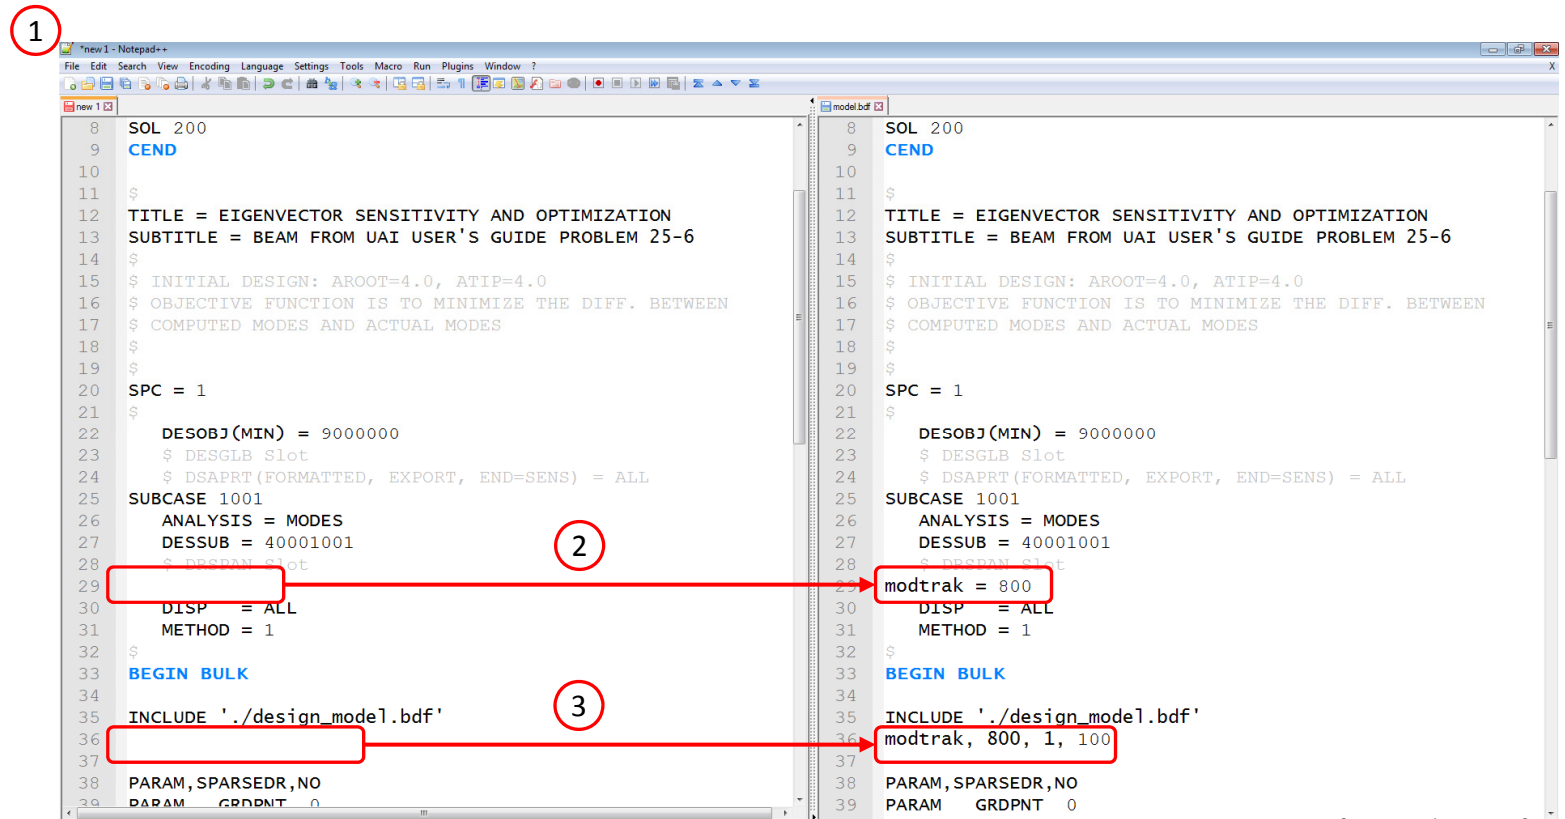 1
*new 1 - Notepad++
File Edit Search View Encoding Language Settings Tools Macro Run Plugins Window ? X
new 1
8 SOL 200
9 CEND
10
11 $
12 TITLE = EIGENVECTOR SENSITIVITY AND OPTIMIZATION
13 SUBTITLE = BEAM FROM UAI USER'S GUIDE PROBLEM 25-6
14 $
15 $ INITIAL DESIGN: AROOT=4.0, ATIP=4.0
16 $ OBJECTIVE FUNCTION IS TO MINIMIZE THE DIFF. BETWEEN
17 $ COMPUTED MODES AND ACTUAL MODES
18 $
19 $
20 SPC = 1
21 $
22 DESOBJ(MIN) = 9000000
23 $ DESGLB Slot
24 $ DSAPRT(FORMATTED, EXPORT, END=SENS) = ALL
25 SUBCASE 1001
26 ANALYSIS = MODES
27 DESSUB = 40001001
28 $ DRSPAN Slot
29
30 DISP = ALL
31 METHOD = 1
32 $
33 BEGIN BULK
34
35 INCLUDE './design_model.bdf'
36
37
38 PARAM,SPARSEDR,NO
39 PARAM GRDPNT 0
2
3
model.bdf
8 SOL 200
9 CEND
10
11 $
12 TITLE = EIGENVECTOR SENSITIVITY AND OPTIMIZATION
13 SUBTITLE = BEAM FROM UAI USER'S GUIDE PROBLEM 25-6
14 $
15 $ INITIAL DESIGN: AROOT=4.0, ATIP=4.0
16 $ OBJECTIVE FUNCTION IS TO MINIMIZE THE DIFF. BETWEEN
17 $ COMPUTED MODES AND ACTUAL MODES
18 $
19 $
20 SPC = 1
21 $
22 DESOBJ(MIN) = 9000000
23 $ DESGLB Slot
24 $ DSAPRT(FORMATTED, EXPORT, END=SENS) = ALL
25 SUBCASE 1001
26 ANALYSIS = MODES
27 DESSUB = 40001001
28 $ DRSPAN Slot
29 modtrak = 800
30 DISP = ALL
31 METHOD = 1
32 $
33 BEGIN BULK
34
35 INCLUDE './design_model.bdf'
36 modtrak, 800, 1, 100
37
38 PARAM,SPARSEDR,NO
39 PARAM GRDPNT 0